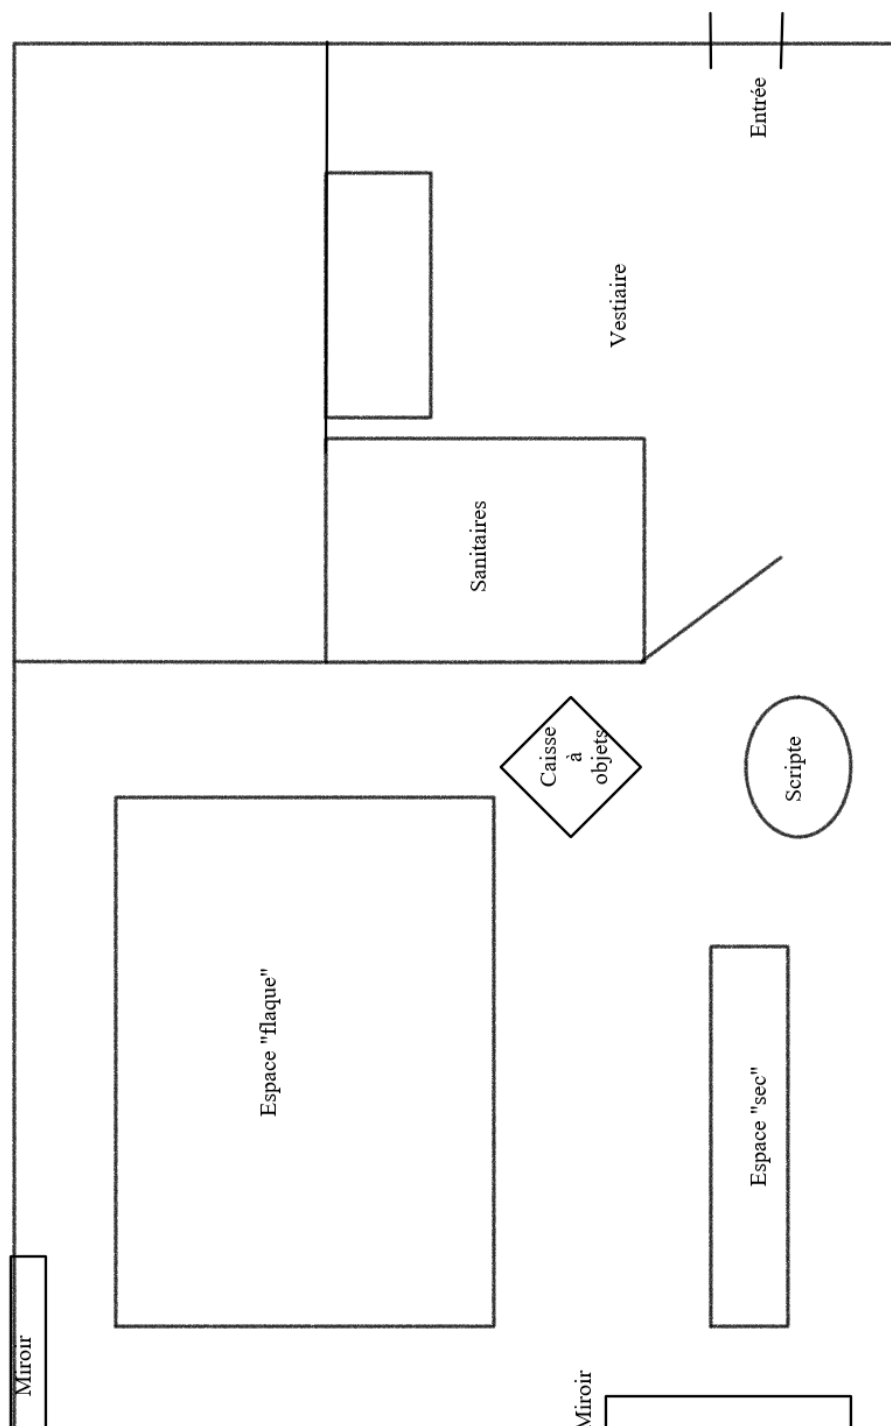 Entrée
Vestiaire
Sanitaires
Caisse
à
objets
Scripte
Espace "flaque"
Espace "sec"
Miroir
Miroir